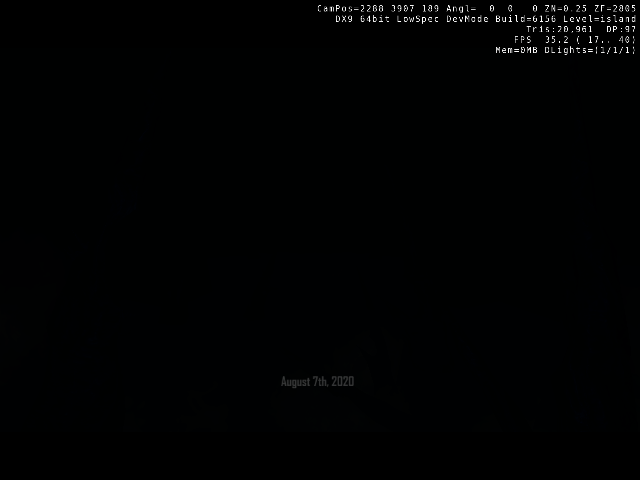 CamPos=2288 3907 189 Angl=  0  0   0 ZN=0.25 ZF=2805
DX9 64bit LowSpec DevMode Build=6156 Level=island
Tris:20,961  DP:97
FPS  35.2 ( 17.. 40)
Mem=0MB DLights=(1/1/1)
August 7th, 2020